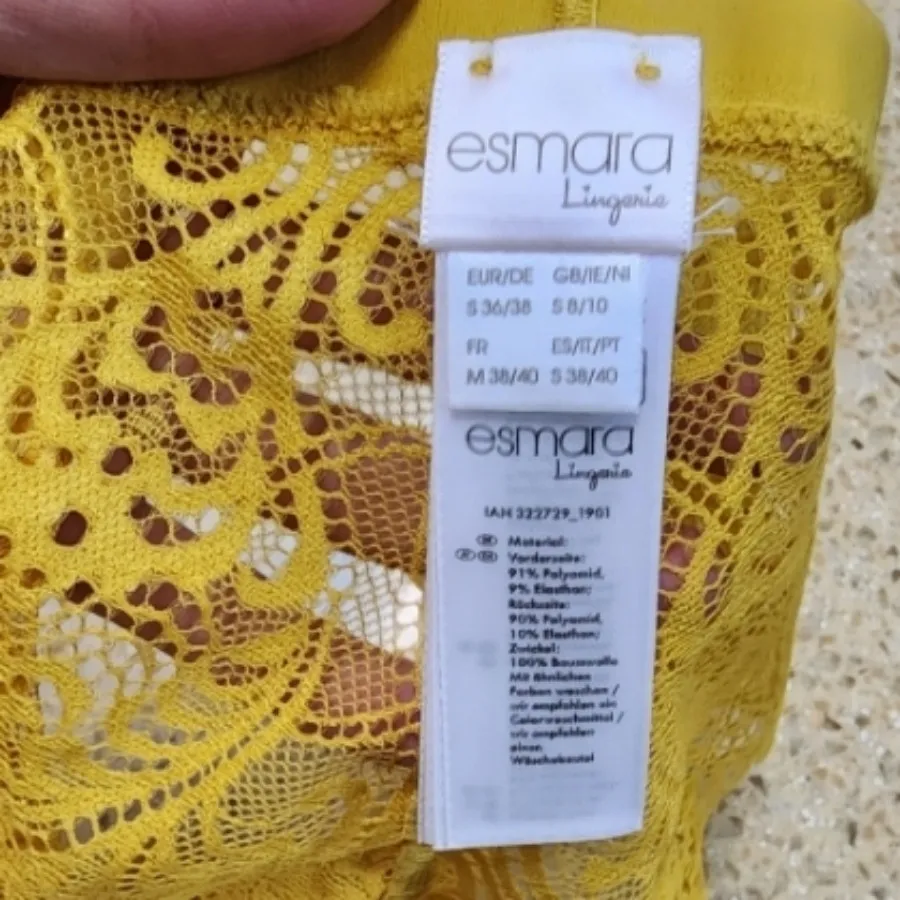 esmara
Lingerie
EUR/DE GB/IE/NI
S 36/38 S 8/10
FR ES/IT/PT
M 38/40 S 38/40
esmara
Lingerie
IAN 322729_1901
Material:
Vorderseite:
91% Polyamid,
9% Elasthan;
Rückseite:
90% Polyamid,
10% Elasthan;
Zwickel:
100% Baumwolle
Mit ähnlichen
Farben waschen /
wir empfehlen ein
Feinwaschmittel /
wir empfehlen
einen
Wäschebeutel